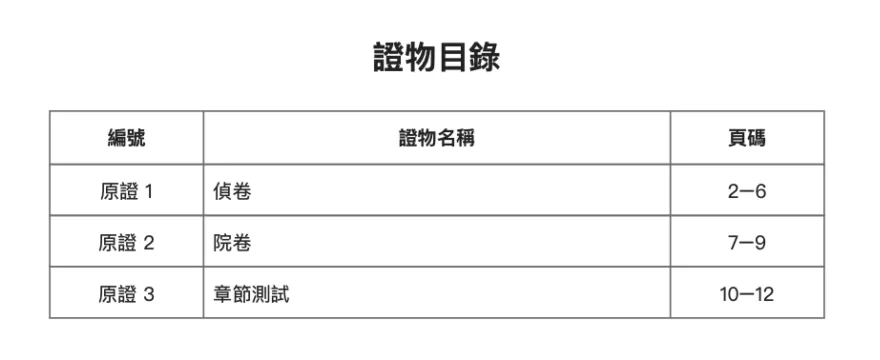 證物目錄
編號 證物名稱 頁碼
原證 1 偵卷 2–6
原證 2 院卷 7–9
原證 3 章節測試 10–12